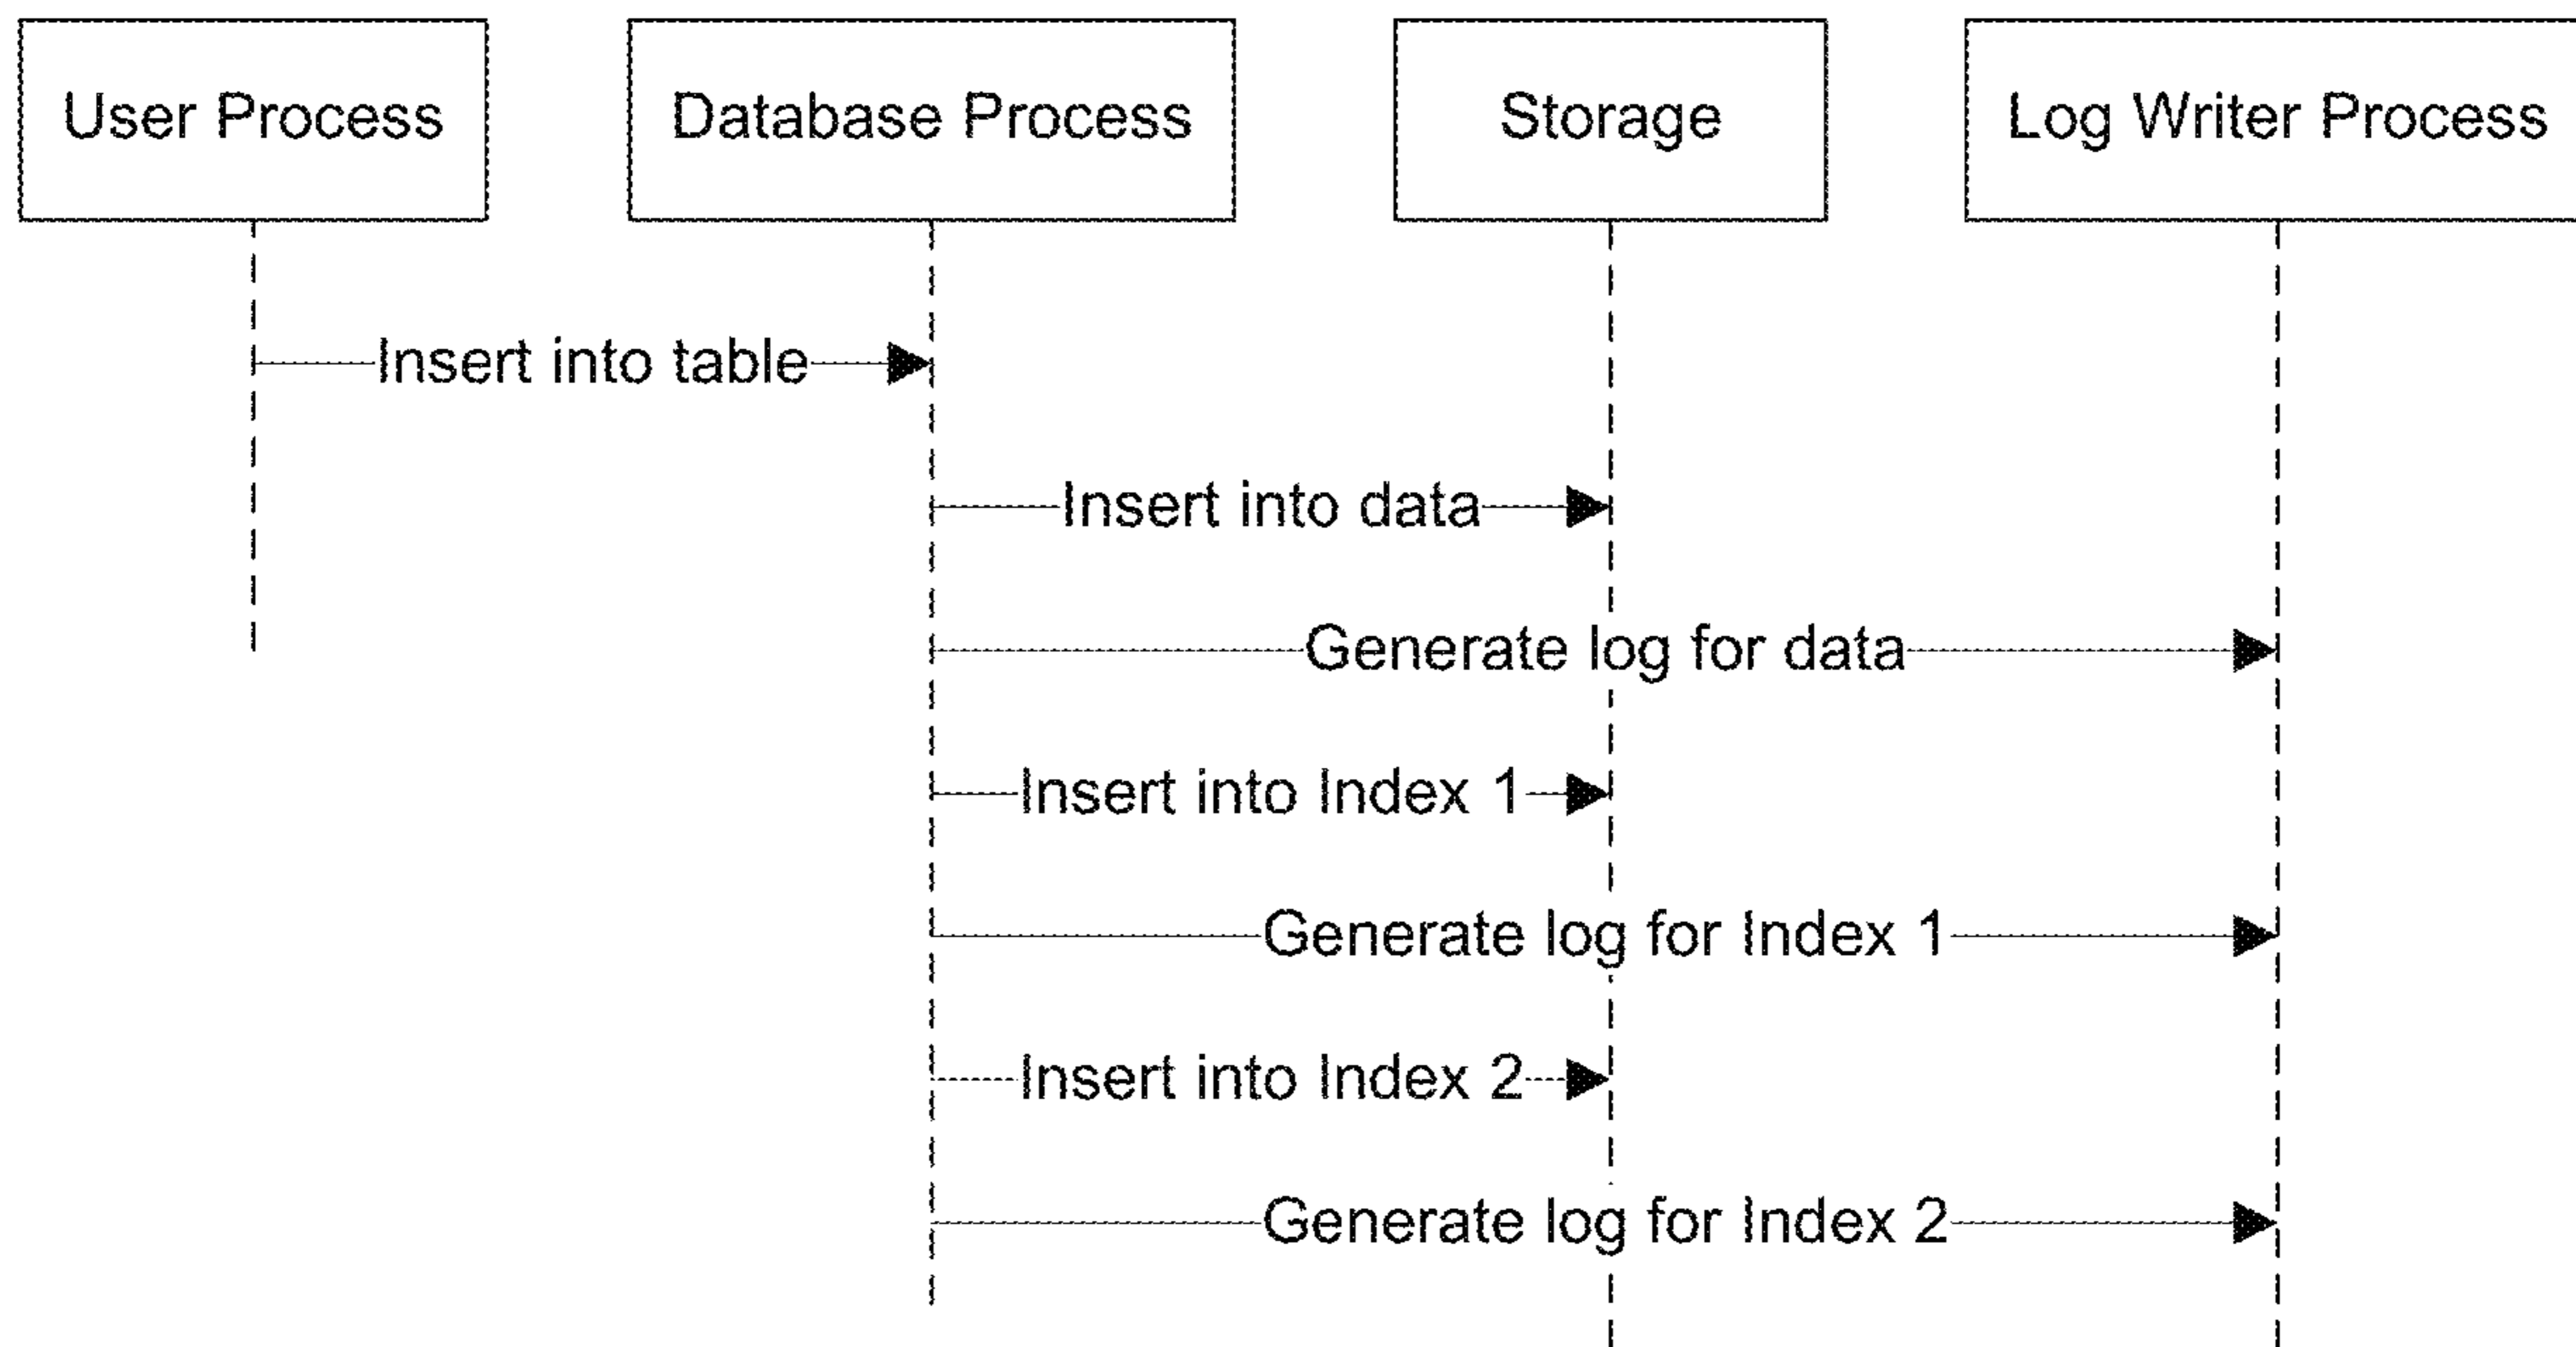 User Process
Database Process
Storage
Log Writer Process
Insert into table
Insert into data
Generate log for data
Insert into Index 1
Generate log for Index 1
Insert into Index 2
Generate log for Index 2